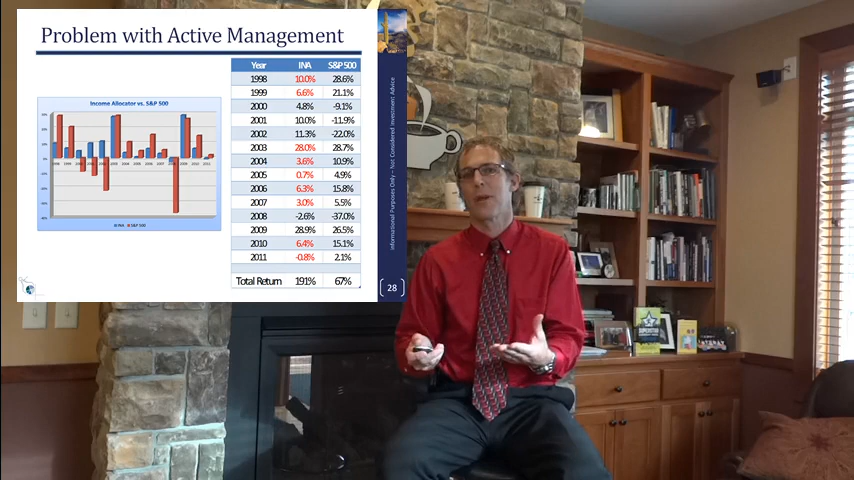 Problem with Active Management
Income Allocator vs. S&P 500
INA S&P 500
Year INA S&P 500
1998 10.0% 28.6%
1999 6.6% 21.1%
2000 4.8% -9.1%
2001 10.0% -11.9%
2002 11.3% -22.0%
2003 28.0% 28.7%
2004 3.6% 10.9%
2005 0.7% 4.9%
2006 6.3% 15.8%
2007 3.0% 5.5%
2008 -2.6% -37.0%
2009 28.9% 26.5%
2010 6.4% 15.1%
2011 -0.8% 2.1%
Total Return 191% 67%
Informational Purposes Only – Not Considered Investment Advice
28